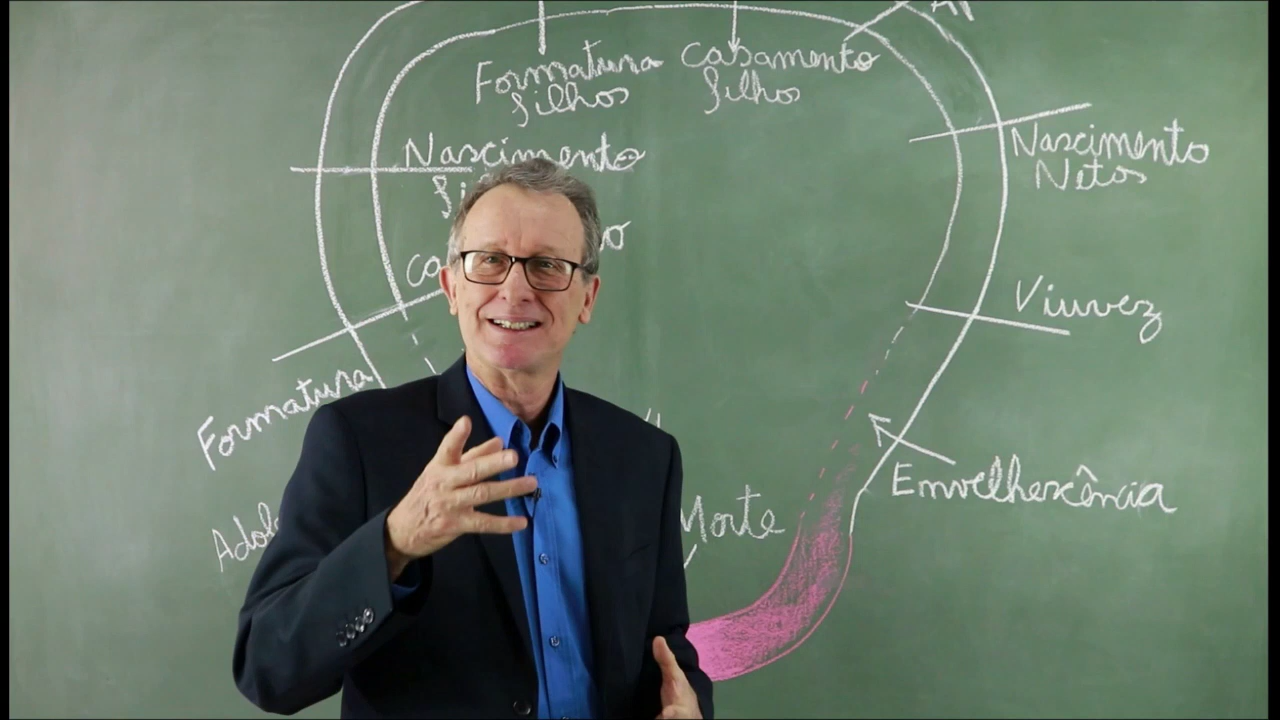 Formatura
filhos
casamento
filhos
Nascimento
Nascimento
Netos
Viuvez
Formatura
Envelhescência
Morte